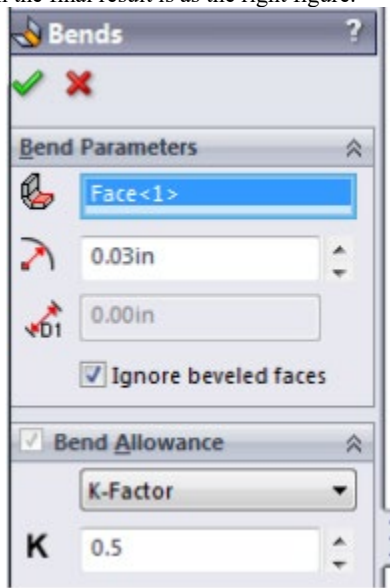 the final result is as the right figure.
Bends ?
Bend Parameters
Face<1>
0.03in
D1 0.00in
Ignore beveled faces
Bend Allowance
K-Factor
K 0.5